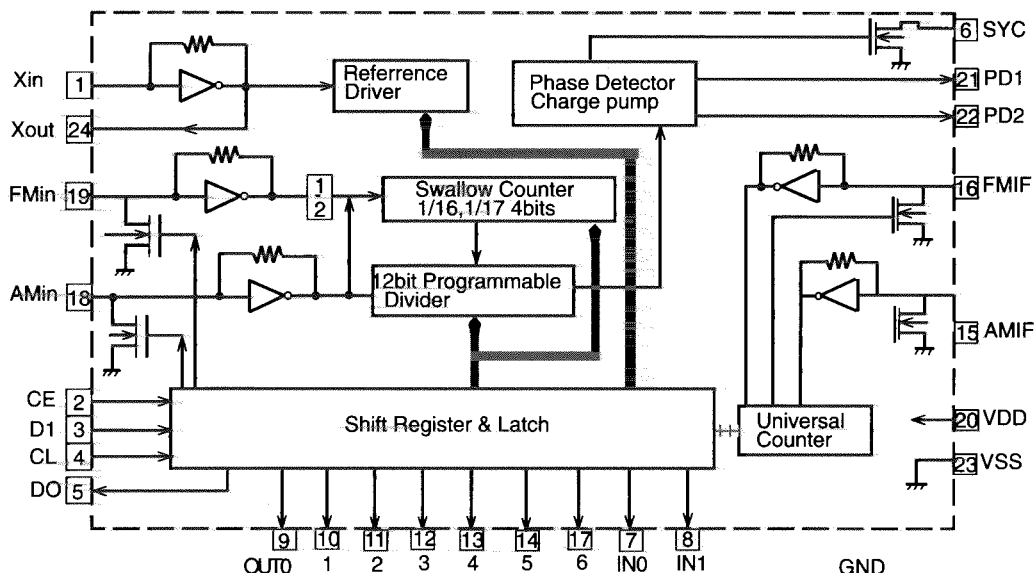 Xin 1
Xout 24
FMin 19
AMin 18
CE 2
D1 3
CL 4
DO 5
Referrence
Driver
Phase Detector
Charge pump
1
2
Swallow Counter
1/16,1/17 4bits
12bit Programmable
Divider
Shift Register & Latch
Universal
Counter
6 SYC
21 PD1
22 PD2
16 FMIF
15 AMIF
20 VDD
23 VSS
9 10 11 12 13 14 17 7 8
OUT0 1 2 3 4 5 6 IN0 IN1 GND